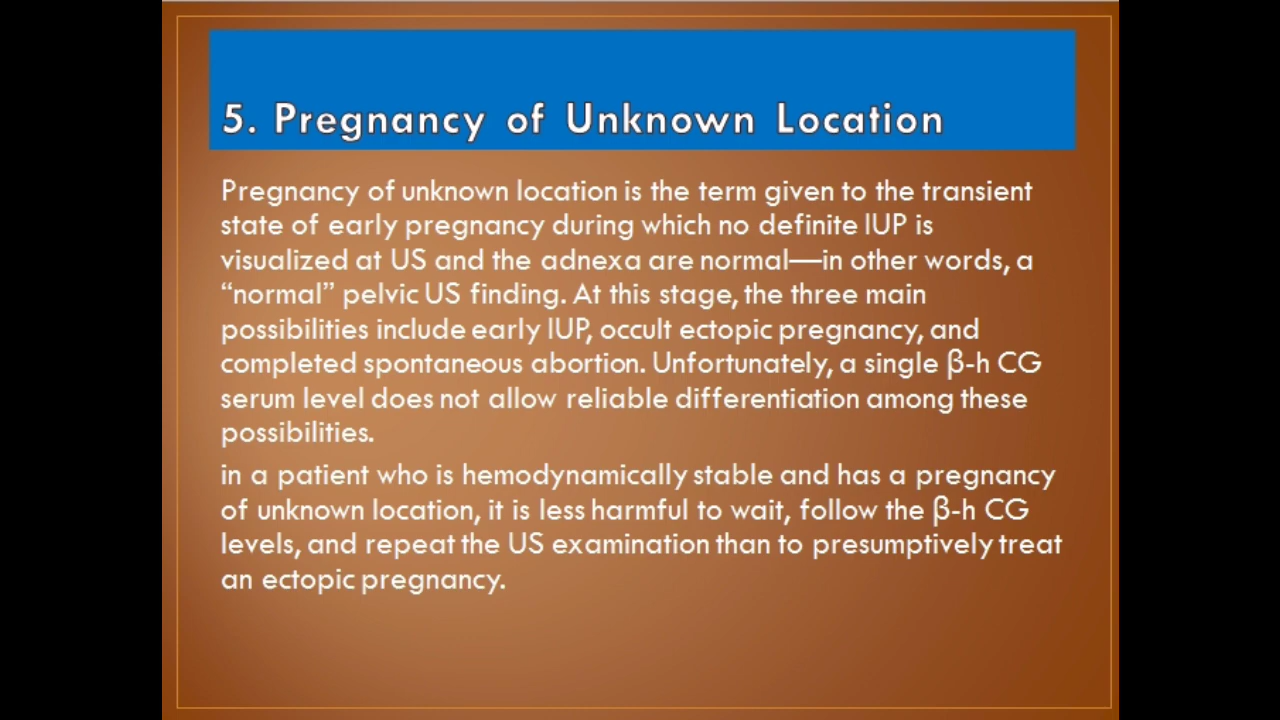 5. Pregnancy of Unknown Location
Pregnancy of unknown location is the term given to the transient
state of early pregnancy during which no definite IUP is
visualized at US and the adnexa are normal—in other words, a
“normal” pelvic US finding. At this stage, the three main
possibilities include early IUP, occult ectopic pregnancy, and
completed spontaneous abortion. Unfortunately, a single β-h CG
serum level does not allow reliable differentiation among these
possibilities.
in a patient who is hemodynamically stable and has a pregnancy
of unknown location, it is less harmful to wait, follow the β-h CG
levels, and repeat the US examination than to presumptively treat
an ectopic pregnancy.